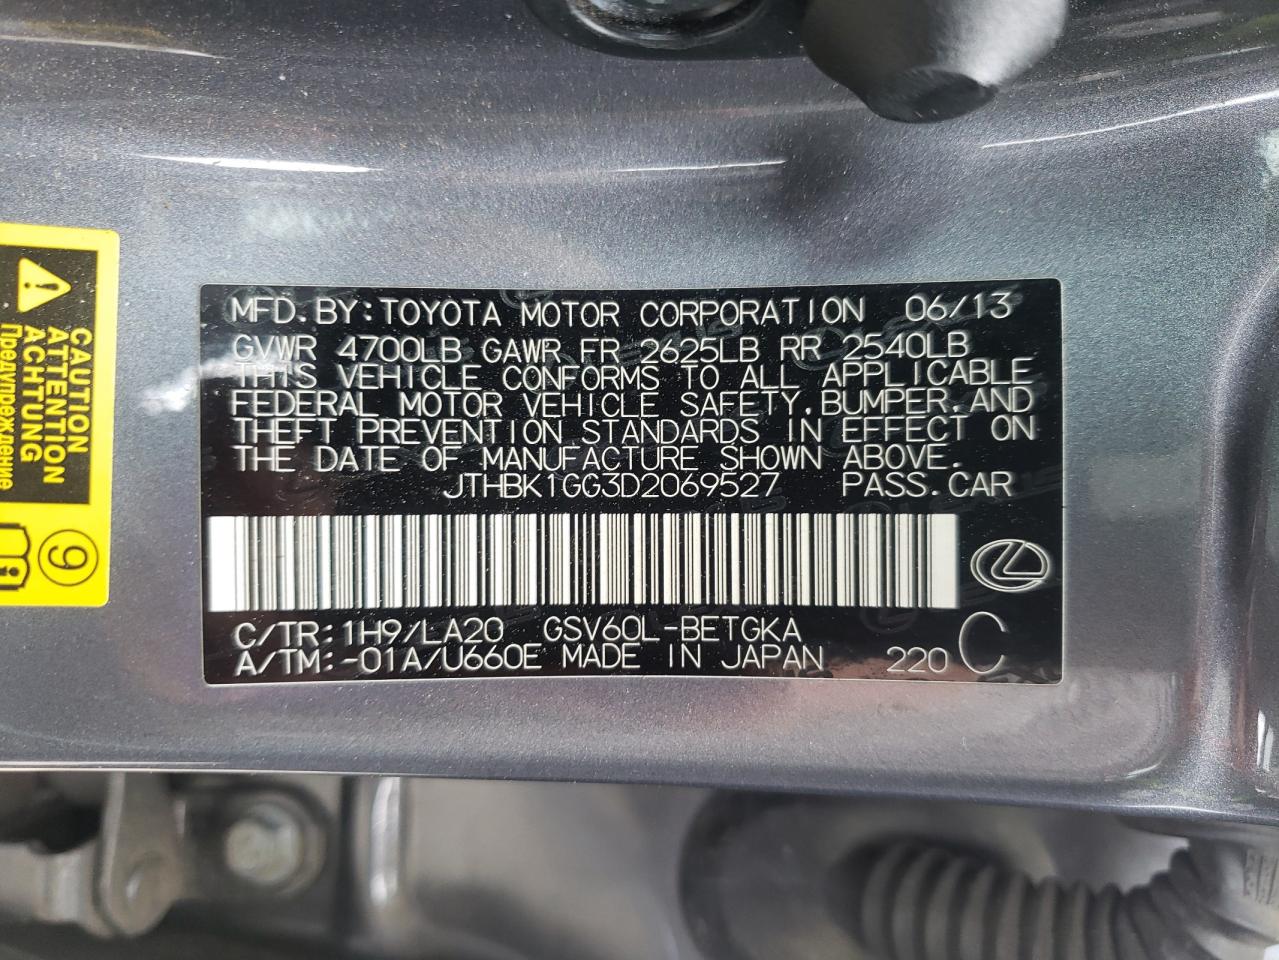 MFD. BY: TOYOTA MOTOR CORPORATION 06/13
GVWR 4700LB GAWR FR 2625LB RR 2540LB
THIS VEHICLE CONFORMS TO ALL APPLICABLE
FEDERAL MOTOR VEHICLE SAFETY, BUMPER, AND
THEFT PREVENTION STANDARDS IN EFFECT ON
THE DATE OF MANUFACTURE SHOWN ABOVE.
JTHBK1GG3D2069527 PASS. CAR
C/TR: 1H9/LA20 GSV60L-BETGKA
A/TM: -01A/U660E MADE IN JAPAN 220 C
CAUTION
ATTENTION
ACHTUNG
Предупреждение
9